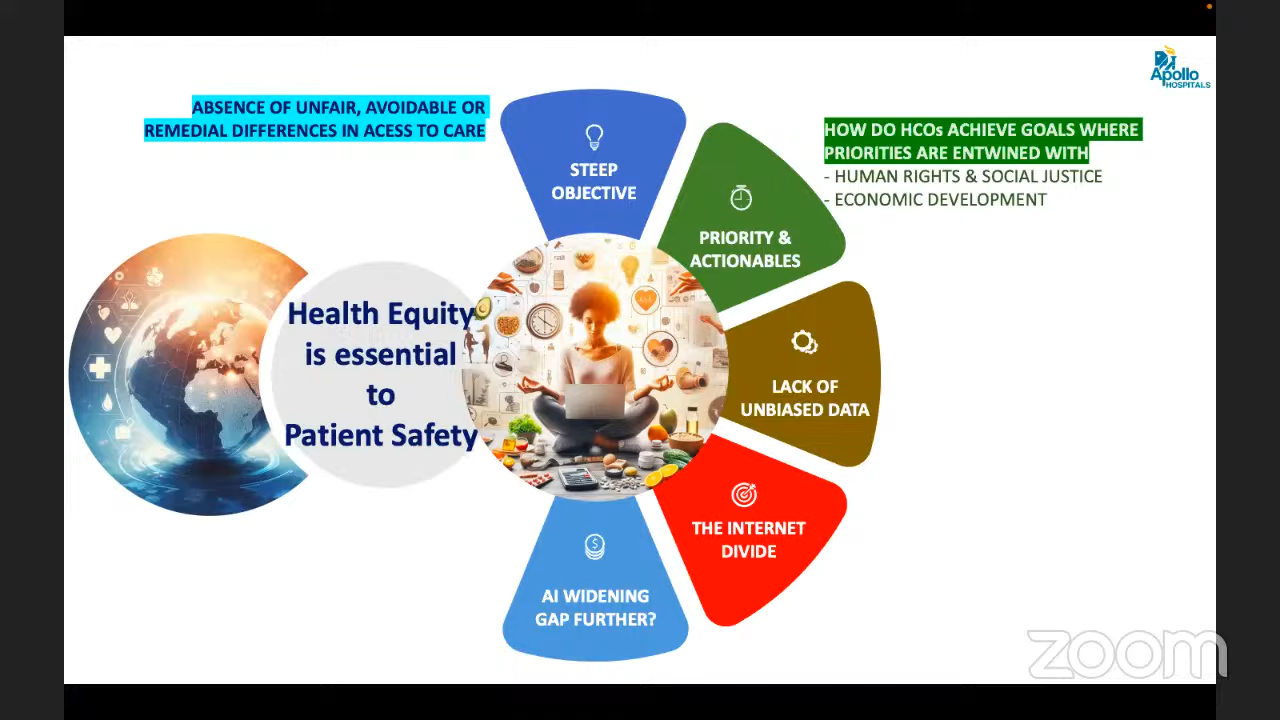 Apollo
HOSPITALS
ABSENCE OF UNFAIR, AVOIDABLE OR
REMEDIAL DIFFERENCES IN ACESS TO CARE
STEEP
OBJECTIVE
HOW DO HCOs ACHIEVE GOALS WHERE
PRIORITIES ARE ENTWINED WITH
- HUMAN RIGHTS & SOCIAL JUSTICE
- ECONOMIC DEVELOPMENT
PRIORITY &
ACTIONABLES
Health Equity
is essential
to
Patient Safety
LACK OF
UNBIASED DATA
THE INTERNET
DIVIDE
AI WIDENING
GAP FURTHER?
zoom